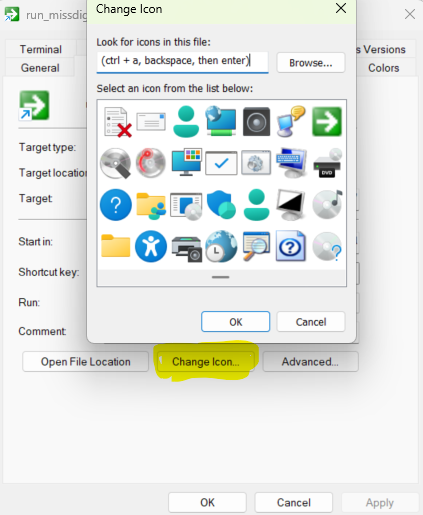 run_missdig
Change Icon
Terminal
s Versions
General
Colors
Look for icons in this file:
(ctrl + a, backspace, then enter)
Browse...
Select an icon from the list below:
DVD
Target type:
Target location
Target:
Start in:
Shortcut key:
Run:
Comment:
OK
Cancel
Open File Location
Change Icon...
Advanced...
OK
Cancel
Apply